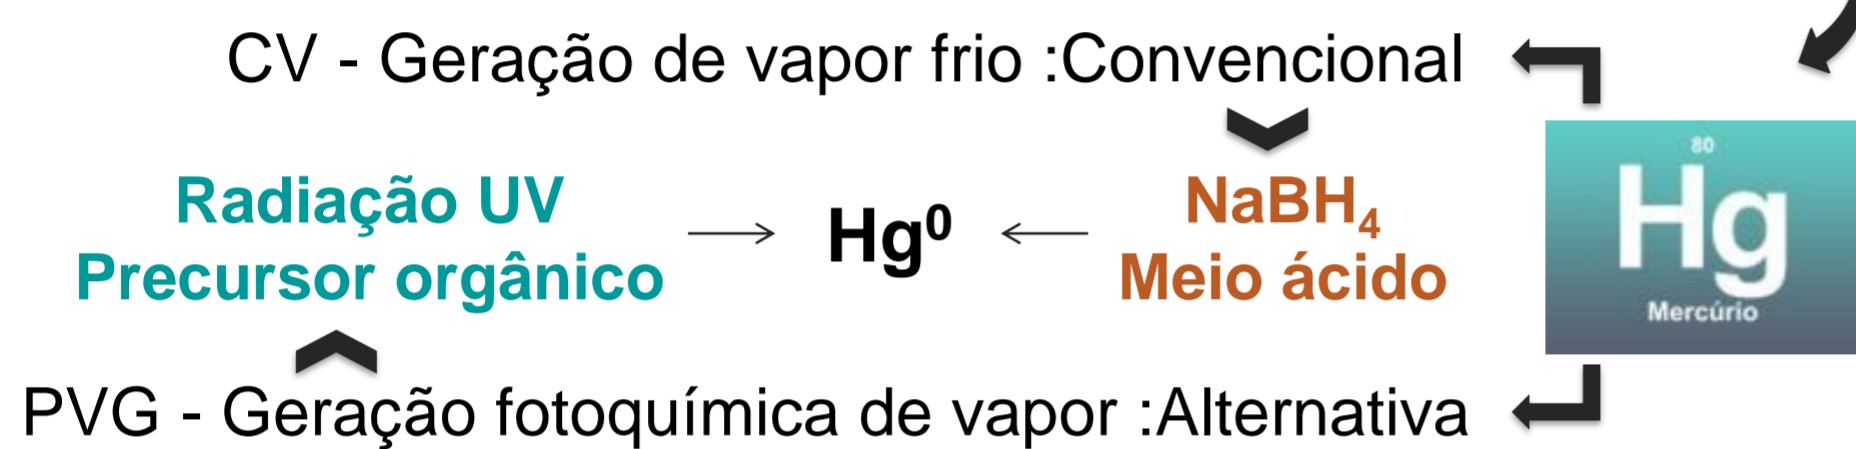 CV - Geração de vapor frio :Convencional
Radiação UV
Precursor orgânico
Hg⁰
NaBH₄
Meio ácido
80
Hg
Mercúrio
PVG - Geração fotoquímica de vapor :Alternativa